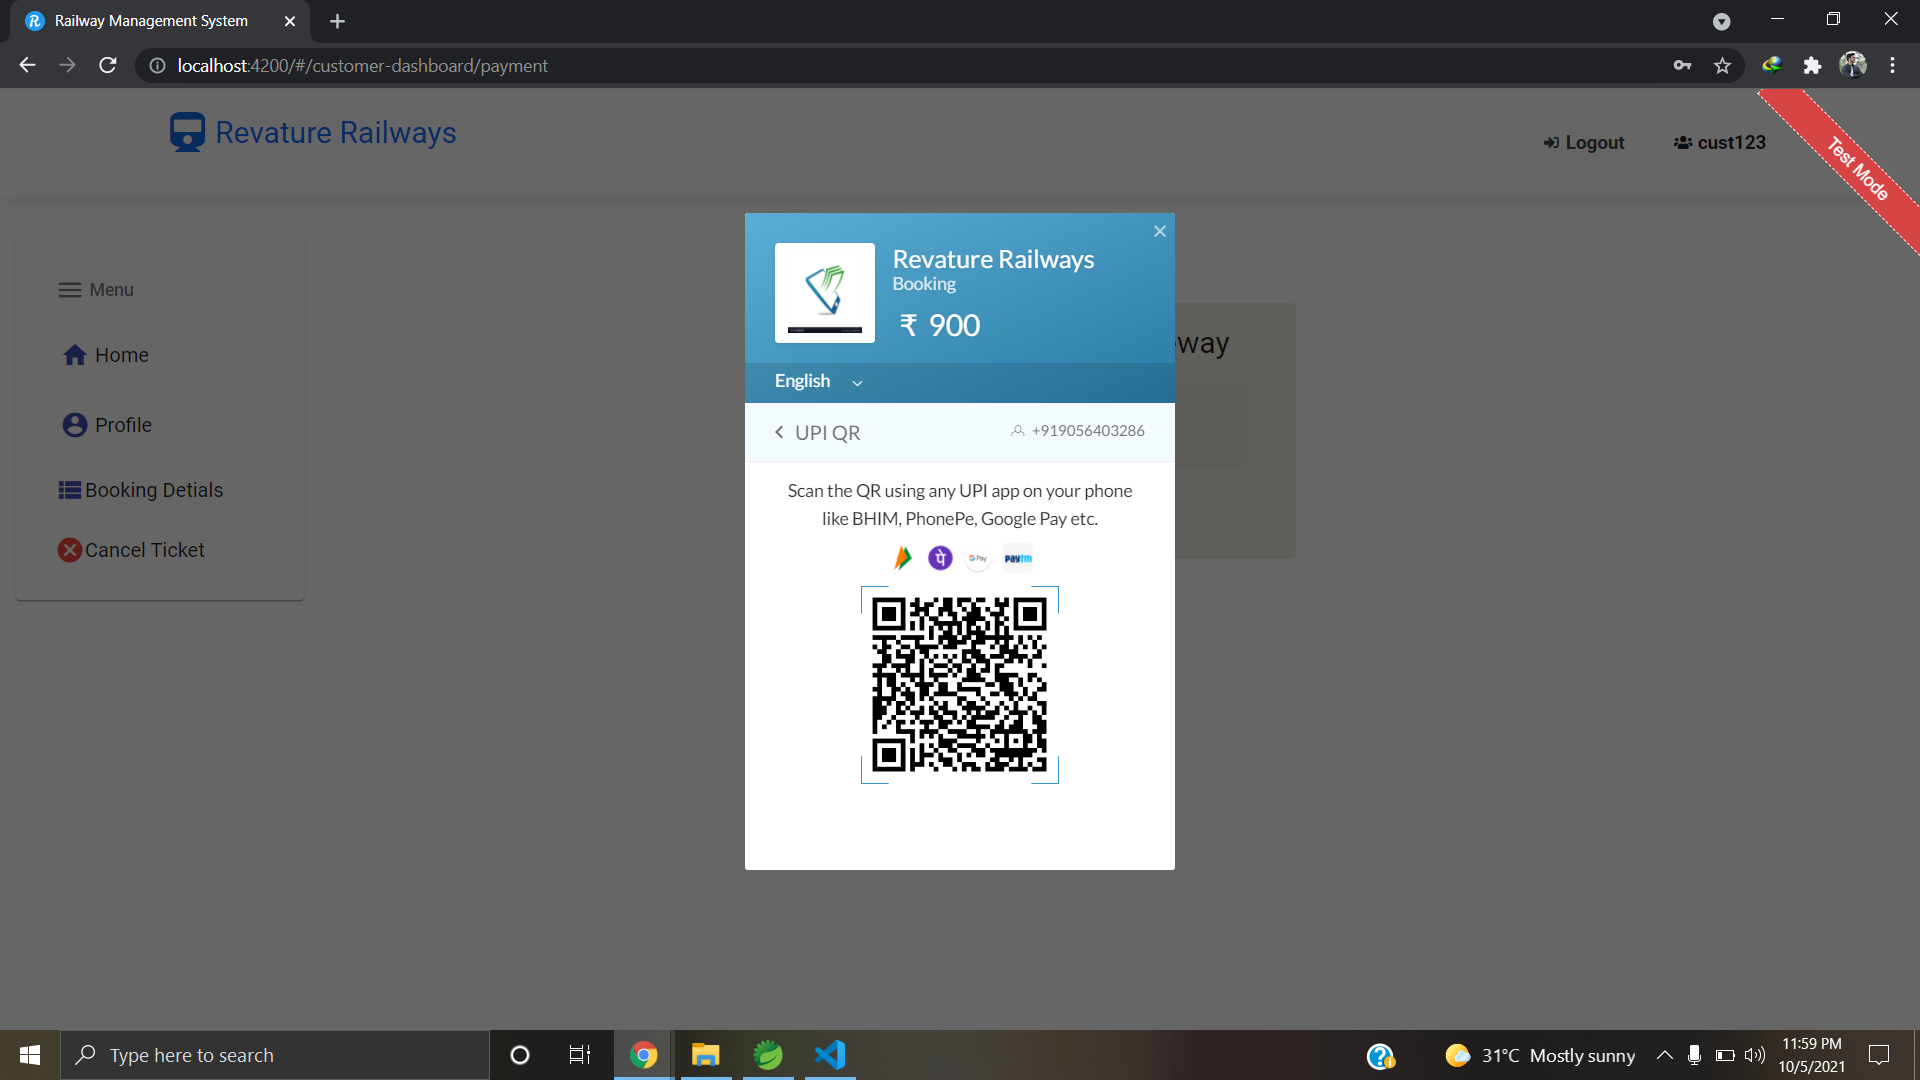 Railway Management System
localhost:4200/#/customer-dashboard/payment
Revature Railways
Logout
cust123
Test Mode
Menu
Home
Profile
Booking Detials
Cancel Ticket
way
Revature Railways
Booking
₹ 900
English
UPI QR
+919056403286
Scan the QR using any UPI app on your phone
like BHIM, PhonePe, Google Pay etc.
पे
G Pay
paytm
Type here to search
31°C Mostly sunny
11:59 PM
10/5/2021